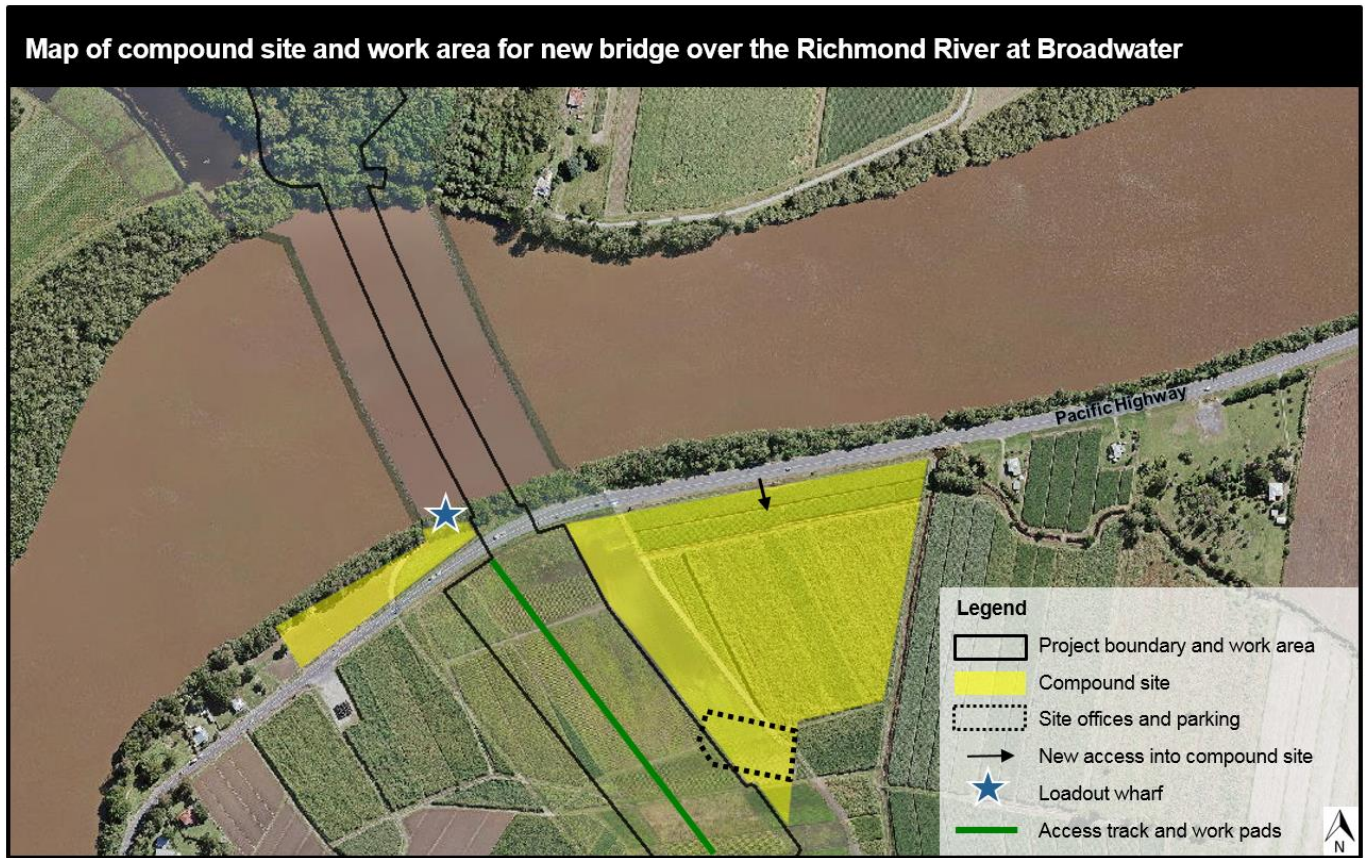 Map of compound site and work area for new bridge over the Richmond River at Broadwater
Pacific Highway
Legend
Project boundary and work area
Compound site
Site offices and parking
New access into compound site
Loadout wharf
Access track and work pads
N